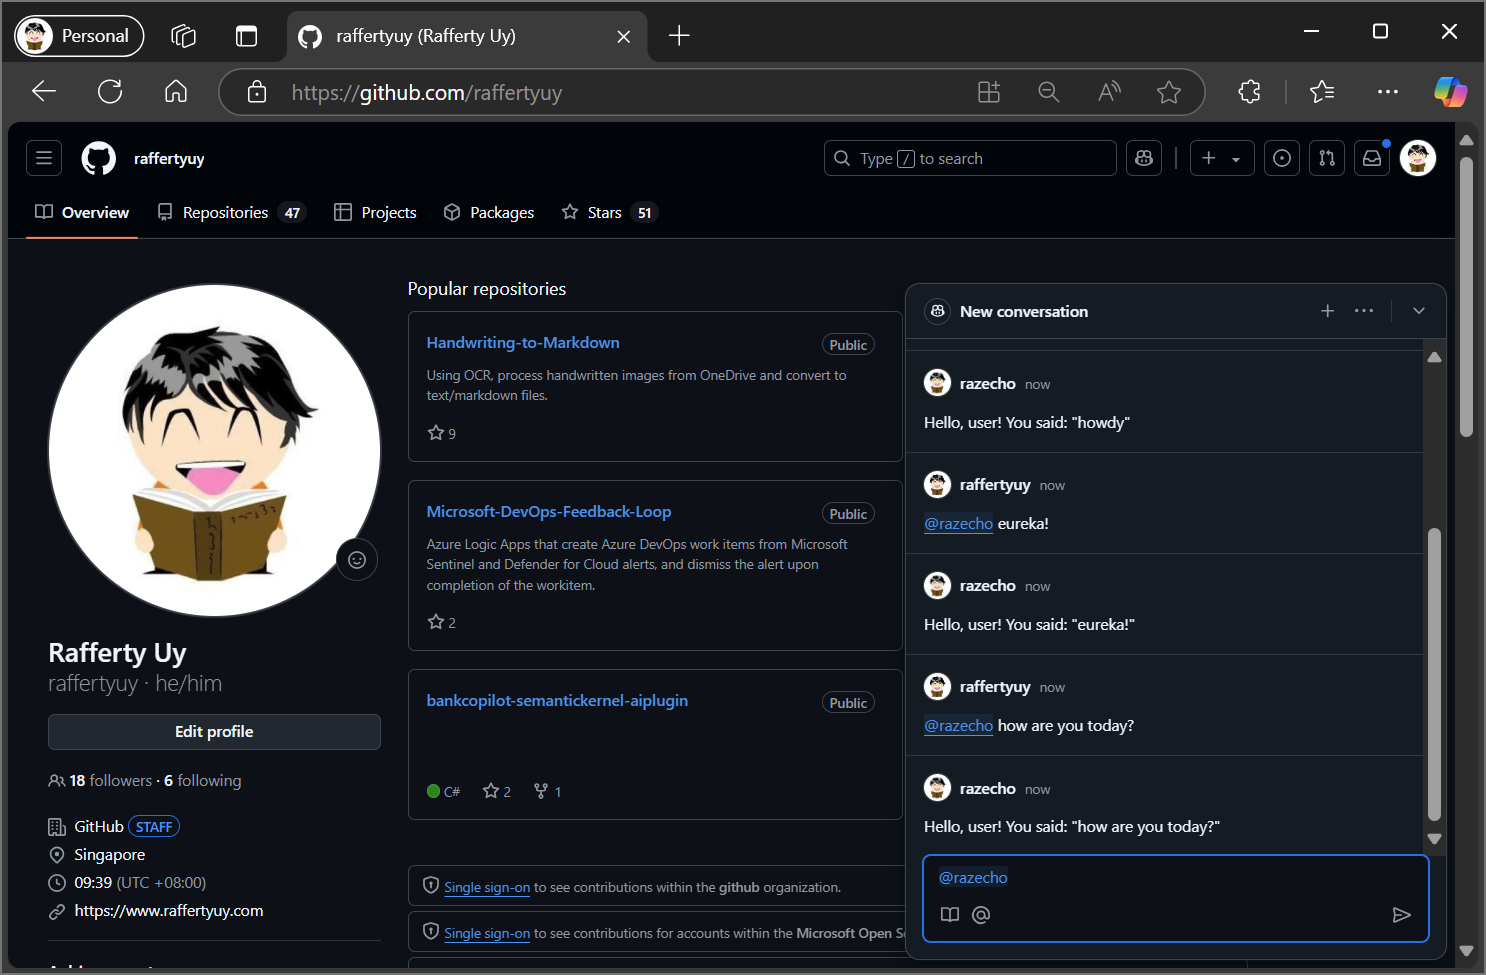 Personal
raffertyuy (Rafferty Uy)
https://github.com/raffertyuy
raffertyuy
Type / to search
Overview
Repositories 47
Projects
Packages
Stars 51
Rafferty Uy
raffertyuy · he/him
Edit profile
18 followers · 6 following
GitHub STAFF
Singapore
09:39 (UTC +08:00)
https://www.raffertyuy.com
Popular repositories
Handwriting-to-Markdown
Public
Using OCR, process handwritten images from OneDrive and convert to
text/markdown files.
9
Microsoft-DevOps-Feedback-Loop
Public
Azure Logic Apps that create Azure DevOps work items from Microsoft
Sentinel and Defender for Cloud alerts, and dismiss the alert upon
completion of the workitem.
2
bankcopilot-semantickernel-aiplugin
Public
C# 2 1
Single sign-on to see contributions within the github organization.
Single sign-on to see contributions for accounts within the Microsoft Open
New conversation
razecho now
Hello, user! You said: "howdy"
raffertyuy now
@razecho eureka!
razecho now
Hello, user! You said: "eureka!"
raffertyuy now
@razecho how are you today?
razecho now
Hello, user! You said: "how are you today?"
@razecho